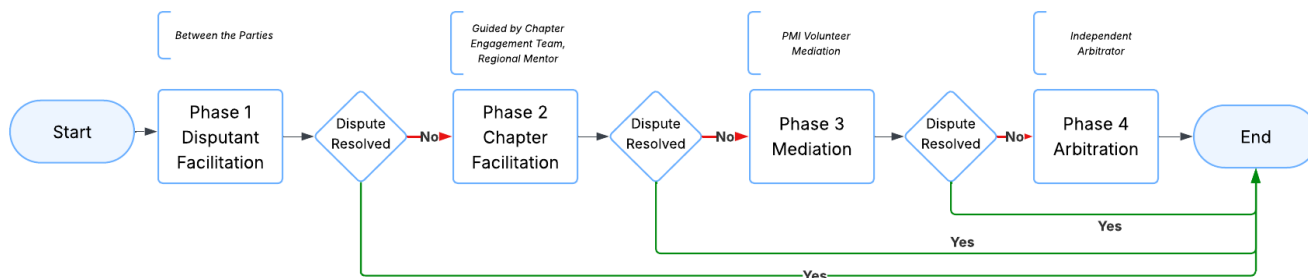 Between the Parties
Guided by Chapter
Engagement Team,
Regional Mentor
PMI Volunteer
Mediation
Independent
Arbitrator
Start
Phase 1
Disputant
Facilitation
Dispute
Resolved
No
Phase 2
Chapter
Facilitation
Dispute
Resolved
No
Phase 3
Mediation
Dispute
Resolved
No
Phase 4
Arbitration
End
Yes
Yes
Yes